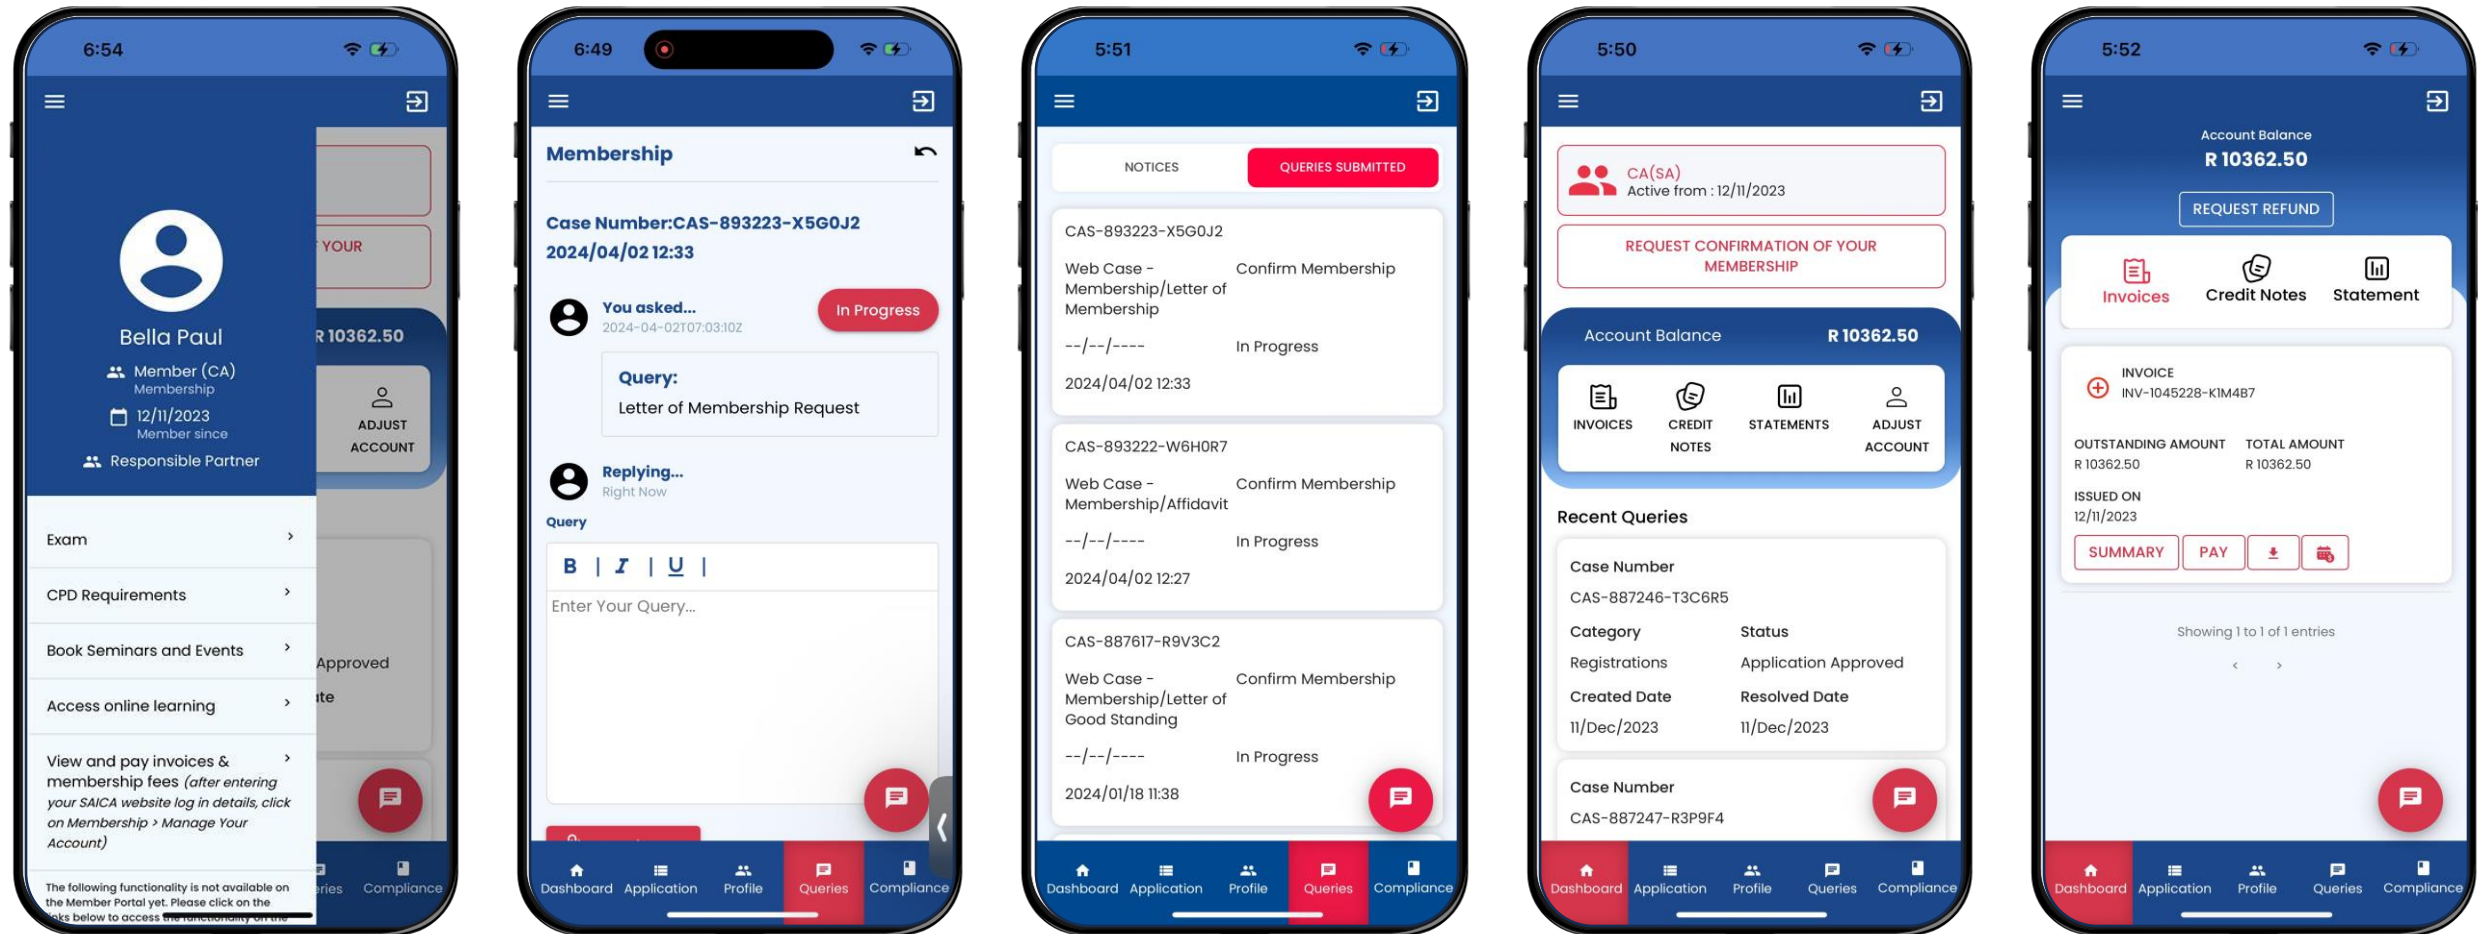 6:54
Bella Paul
Member (CA)
Membership
12/11/2023
Member since
Responsible Partner
Exam
CPD Requirements
Book Seminars and Events
Access online learning
View and pay invoices &
membership fees (after entering
your SAICA website log in details, click
on Membership > Manage Your
Account)
The following functionality is not available on
the Member Portal yet. Please click on the
links below to access the functionality on the
YOUR
R 10362.50
ADJUST
ACCOUNT
Approved
Compliance
6:49
Membership
Case Number:CAS-893223-X5G0J2
2024/04/02 12:33
You asked...
2024-04-02T07:03:10Z
In Progress
Query:
Letter of Membership Request
Replying...
Right Now
Query
B | I | U |
Enter Your Query...
Dashboard Application Profile Queries Compliance
5:51
NOTICES QUERIES SUBMITTED
CAS-893223-X5G0J2
Web Case - Confirm Membership
Membership/Letter of
Membership
--/--/---- In Progress
2024/04/02 12:33
CAS-893222-W6H0R7
Web Case - Confirm Membership
Membership/Affidavit
--/--/---- In Progress
2024/04/02 12:27
CAS-887617-R9V3C2
Web Case - Confirm Membership
Membership/Letter of
Good Standing
--/--/---- In Progress
2024/01/18 11:38
Dashboard Application Profile Queries Compliance
5:50
CA(SA)
Active from : 12/11/2023
REQUEST CONFIRMATION OF YOUR
MEMBERSHIP
Account Balance R 10362.50
INVOICES CREDIT STATEMENTS ADJUST
NOTES ACCOUNT
Recent Queries
Case Number
CAS-887246-T3C6R5
Category Status
Registrations Application Approved
Created Date Resolved Date
11/Dec/2023 11/Dec/2023
Case Number
CAS-887247-R3P9F4
Dashboard Application Profile Queries Compliance
5:52
Account Balance
R 10362.50
REQUEST REFUND
Invoices Credit Notes Statement
INVOICE
INV-1045228-K1M4B7
OUTSTANDING AMOUNT TOTAL AMOUNT
R 10362.50 R 10362.50
ISSUED ON
12/11/2023
SUMMARY PAY
Showing 1 to 1 of 1 entries
< >
Dashboard Application Profile Queries Compliance